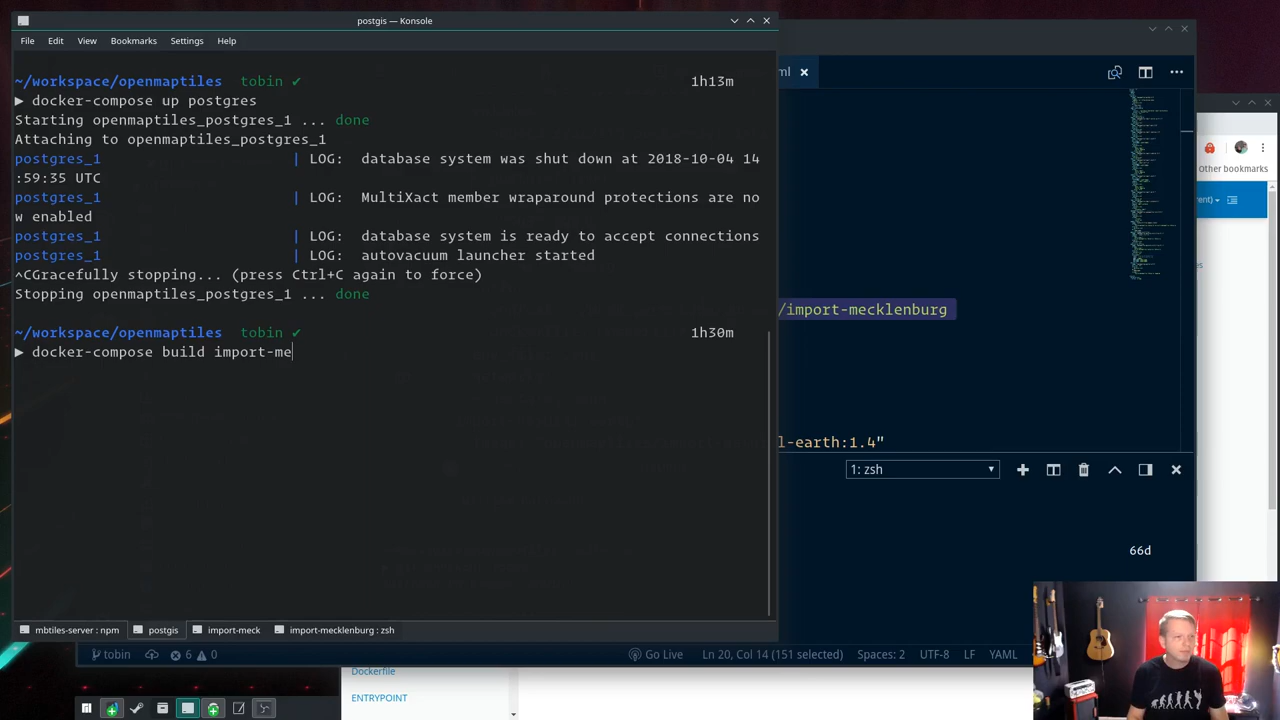 postgis — Konsole
File Edit View Bookmarks Settings Help
~/workspace/openmaptiles tobin ✔ 1h13m
▶ docker-compose up postgres
Starting openmaptiles_postgres_1 ... done
Attaching to openmaptiles_postgres_1
postgres_1 | LOG: database system was shut down at 2018-10-04 14
:59:35 UTC
postgres_1 | LOG: MultiXact member wraparound protections are no
w enabled
postgres_1 | LOG: database system is ready to accept connections
postgres_1 | LOG: autovacuum launcher started
^CGracefully stopping... (press Ctrl+C again to force)
Stopping openmaptiles_postgres_1 ... done
~/workspace/openmaptiles tobin ✔ 1h30m
▶ docker-compose build import-me
mbtiles-server : npm postgis import-meck import-mecklenburg : zsh
ml
/import-mecklenburg
l-earth:1.4"
1: zsh
66d
tobin 6 0 Go Live Ln 20, Col 14 (151 selected) Spaces: 2 UTF-8 LF YAML
Other bookmarks
Dockerfile
ENTRYPOINT